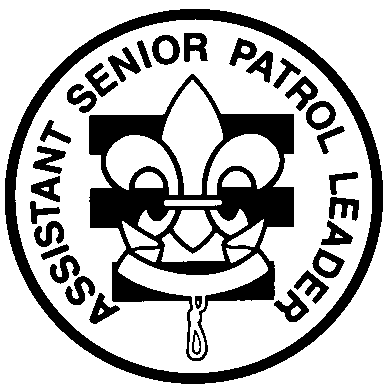 ASSISTANT SENIOR PATROL LEADER